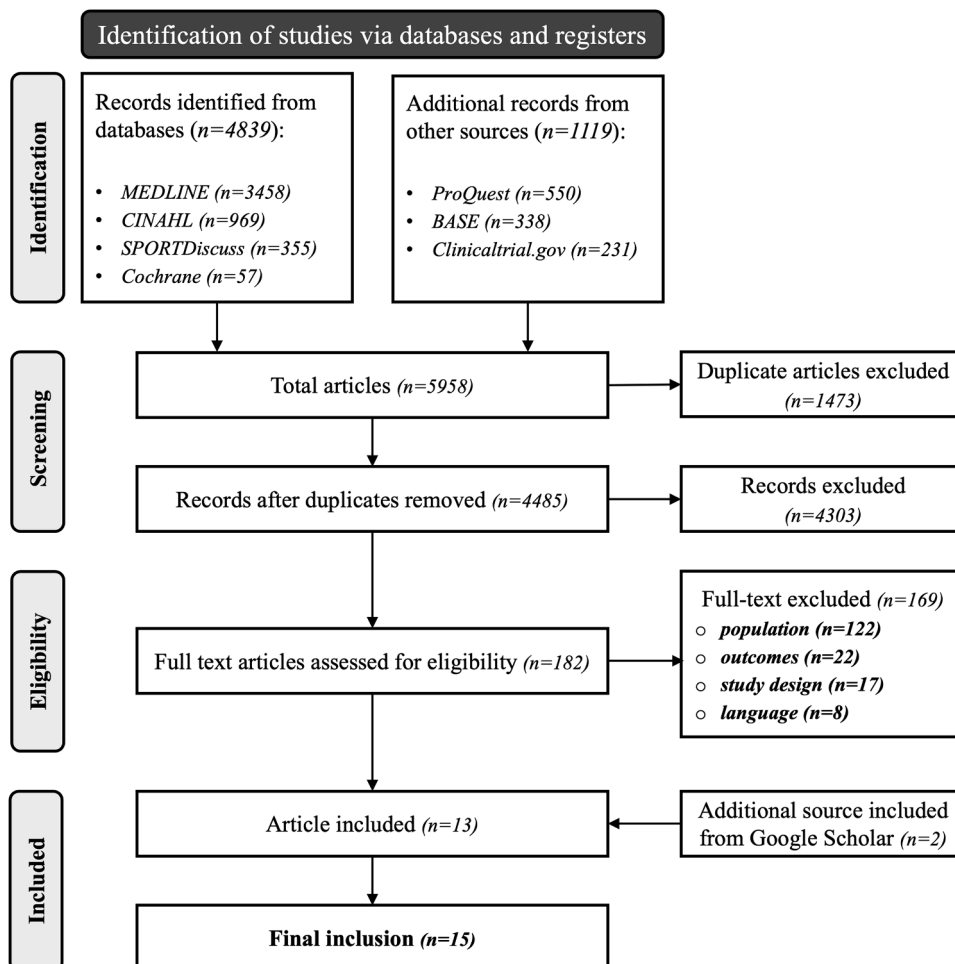 Identification of studies via databases and registers
Identification
Records identified from
databases (n=4839):
• MEDLINE (n=3458)
• CINAHL (n=969)
• SPORTDiscuss (n=355)
• Cochrane (n=57)
Additional records from
other sources (n=1119):
• ProQuest (n=550)
• BASE (n=338)
• Clinicaltrial.gov (n=231)
Screening
Total articles (n=5958)
Duplicate articles excluded
(n=1473)
Records after duplicates removed (n=4485)
Records excluded
(n=4303)
Eligibility
Full text articles assessed for eligibility (n=182)
Full-text excluded (n=169)
○ population (n=122)
○ outcomes (n=22)
○ study design (n=17)
○ language (n=8)
Included
Article included (n=13)
Additional source included
from Google Scholar (n=2)
Final inclusion (n=15)